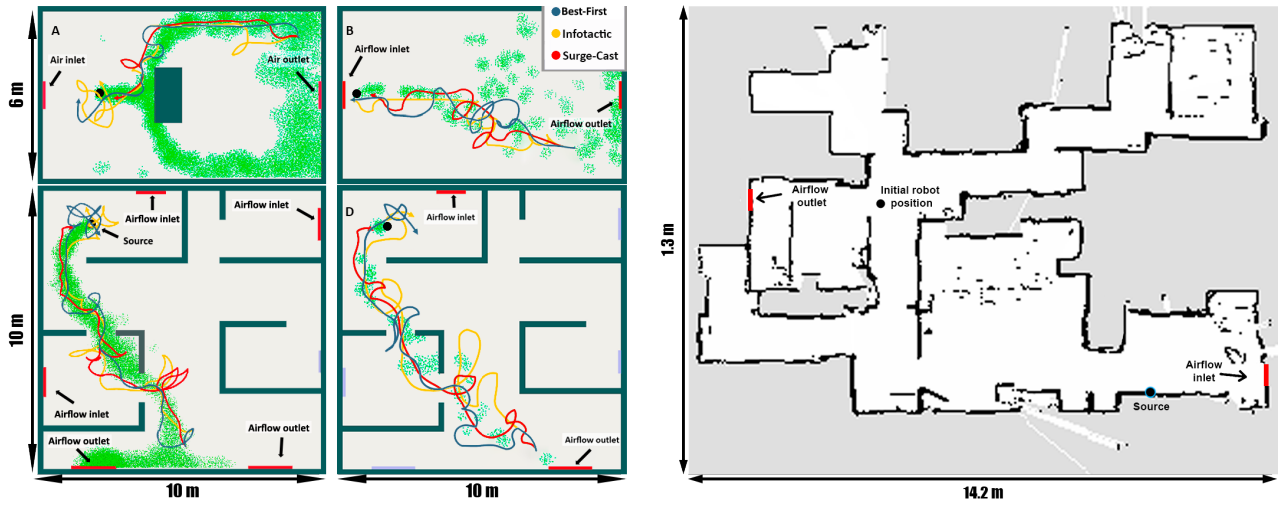 A
Air inlet
Air outlet
6 m
B
Airflow inlet
Best-First
Infotactic
Surge-Cast
Airflow outlet
Airflow inlet
Source
Airflow inlet
Airflow inlet
Airflow outlet
Airflow outlet
10 m
10 m
D
Airflow inlet
Airflow outlet
10 m
Airflow
outlet
Initial robot
position
Airflow
inlet
Source
1.3 m
14.2 m